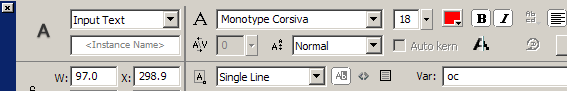 A Input Text A Monotype Corsiva 18 B I
<Instance Name> A|V 0 A Normal Auto kern A
W: 97.0 X: 298.9 A Single Line AB <> Var: oc